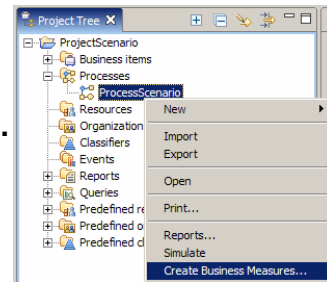 Project Tree
ProjectScenario
Business items
Processes
ProcessScenario
Resources
Organization
Classifiers
Events
Reports
Queries
Predefined re
Predefined o
Predefined cl
New
Import
Export
Open
Print...
Reports...
Simulate
Create Business Measures...